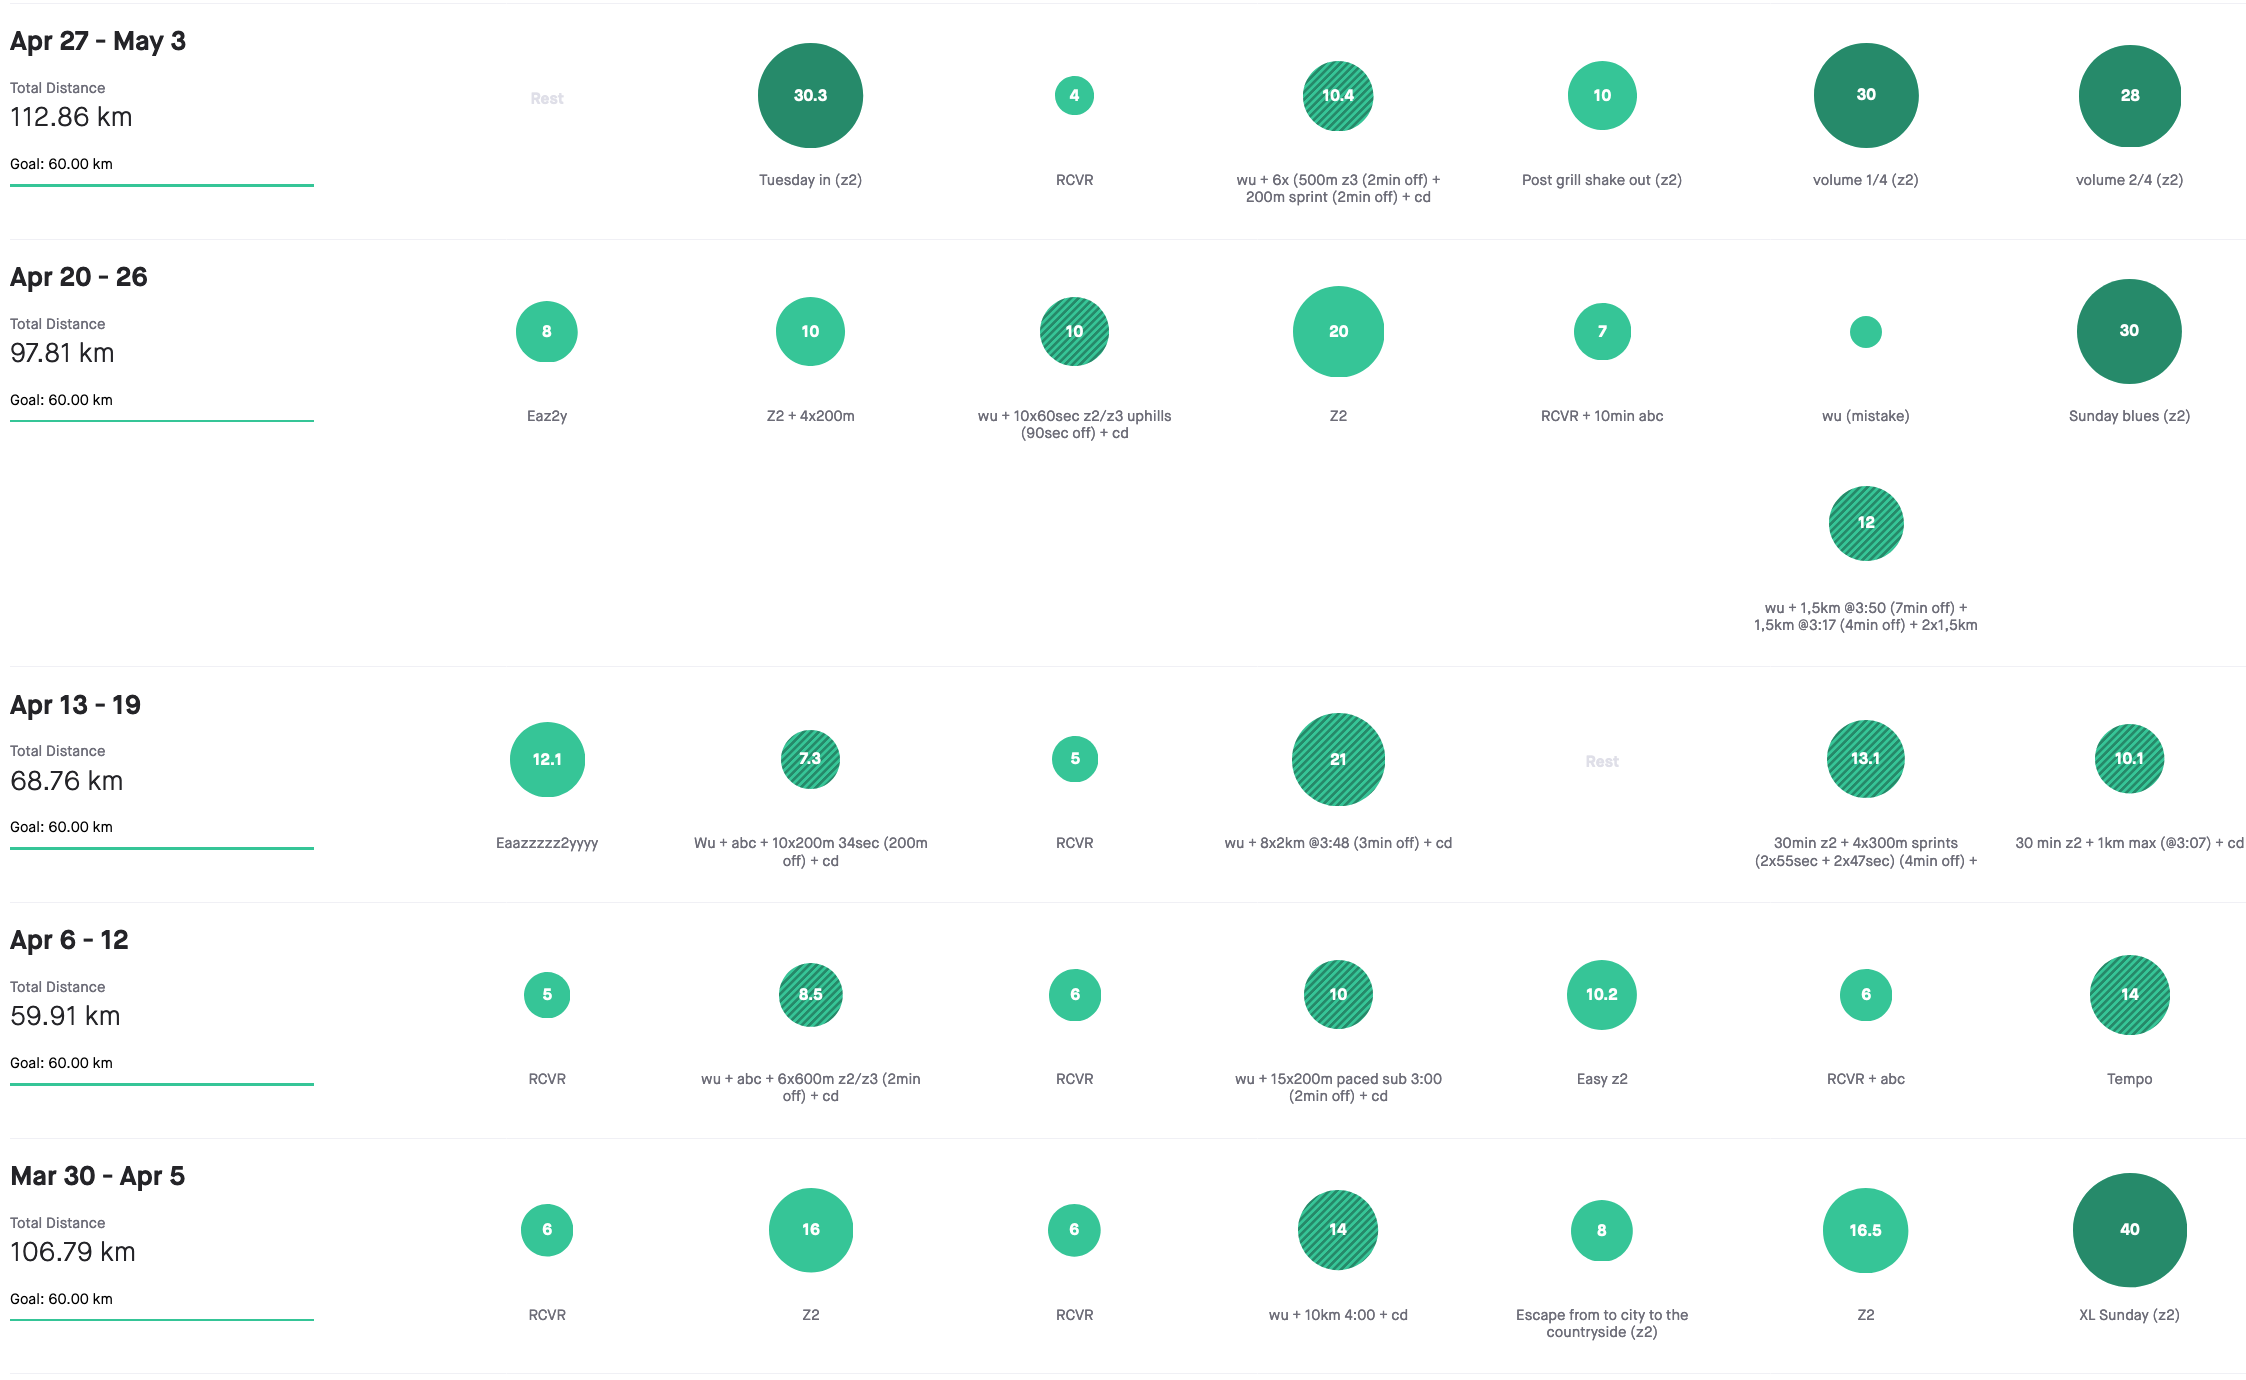 Apr 27 - May 3
Total Distance
112.86 km
Goal: 60.00 km
Rest
30.3
Tuesday in (z2)
4
RCVR
10.4
wu + 6x (500m z3 (2min off) +
200m sprint (2min off) + cd
10
Post grill shake out (z2)
30
volume 1/4 (z2)
28
volume 2/4 (z2)
Apr 20 - 26
Total Distance
97.81 km
Goal: 60.00 km
8
Eaz2y
10
Z2 + 4x200m
10
wu + 10x60sec z2/z3 uphills
(90sec off) + cd
20
Z2
7
RCVR + 10min abc
wu (mistake)
12
wu + 1,5km @3:50 (7min off) +
1,5km @3:17 (4min off) + 2x1,5km
30
Sunday blues (z2)
Apr 13 - 19
Total Distance
68.76 km
Goal: 60.00 km
12.1
Eaazzzzz2yyyy
7.3
Wu + abc + 10x200m 34sec (200m
off) + cd
5
RCVR
21
wu + 8x2km @3:48 (3min off) + cd
Rest
13.1
30min z2 + 4x300m sprints
(2x55sec + 2x47sec) (4min off) +
10.1
30 min z2 + 1km max (@3:07) + cd
Apr 6 - 12
Total Distance
59.91 km
Goal: 60.00 km
5
RCVR
8.5
wu + abc + 6x600m z2/z3 (2min
off) + cd
6
RCVR
10
wu + 15x200m paced sub 3:00
(2min off) + cd
10.2
Easy z2
6
RCVR + abc
14
Tempo
Mar 30 - Apr 5
Total Distance
106.79 km
Goal: 60.00 km
6
RCVR
16
Z2
6
RCVR
14
wu + 10km 4:00 + cd
8
Escape from to city to the
countryside (z2)
16.5
Z2
40
XL Sunday (z2)